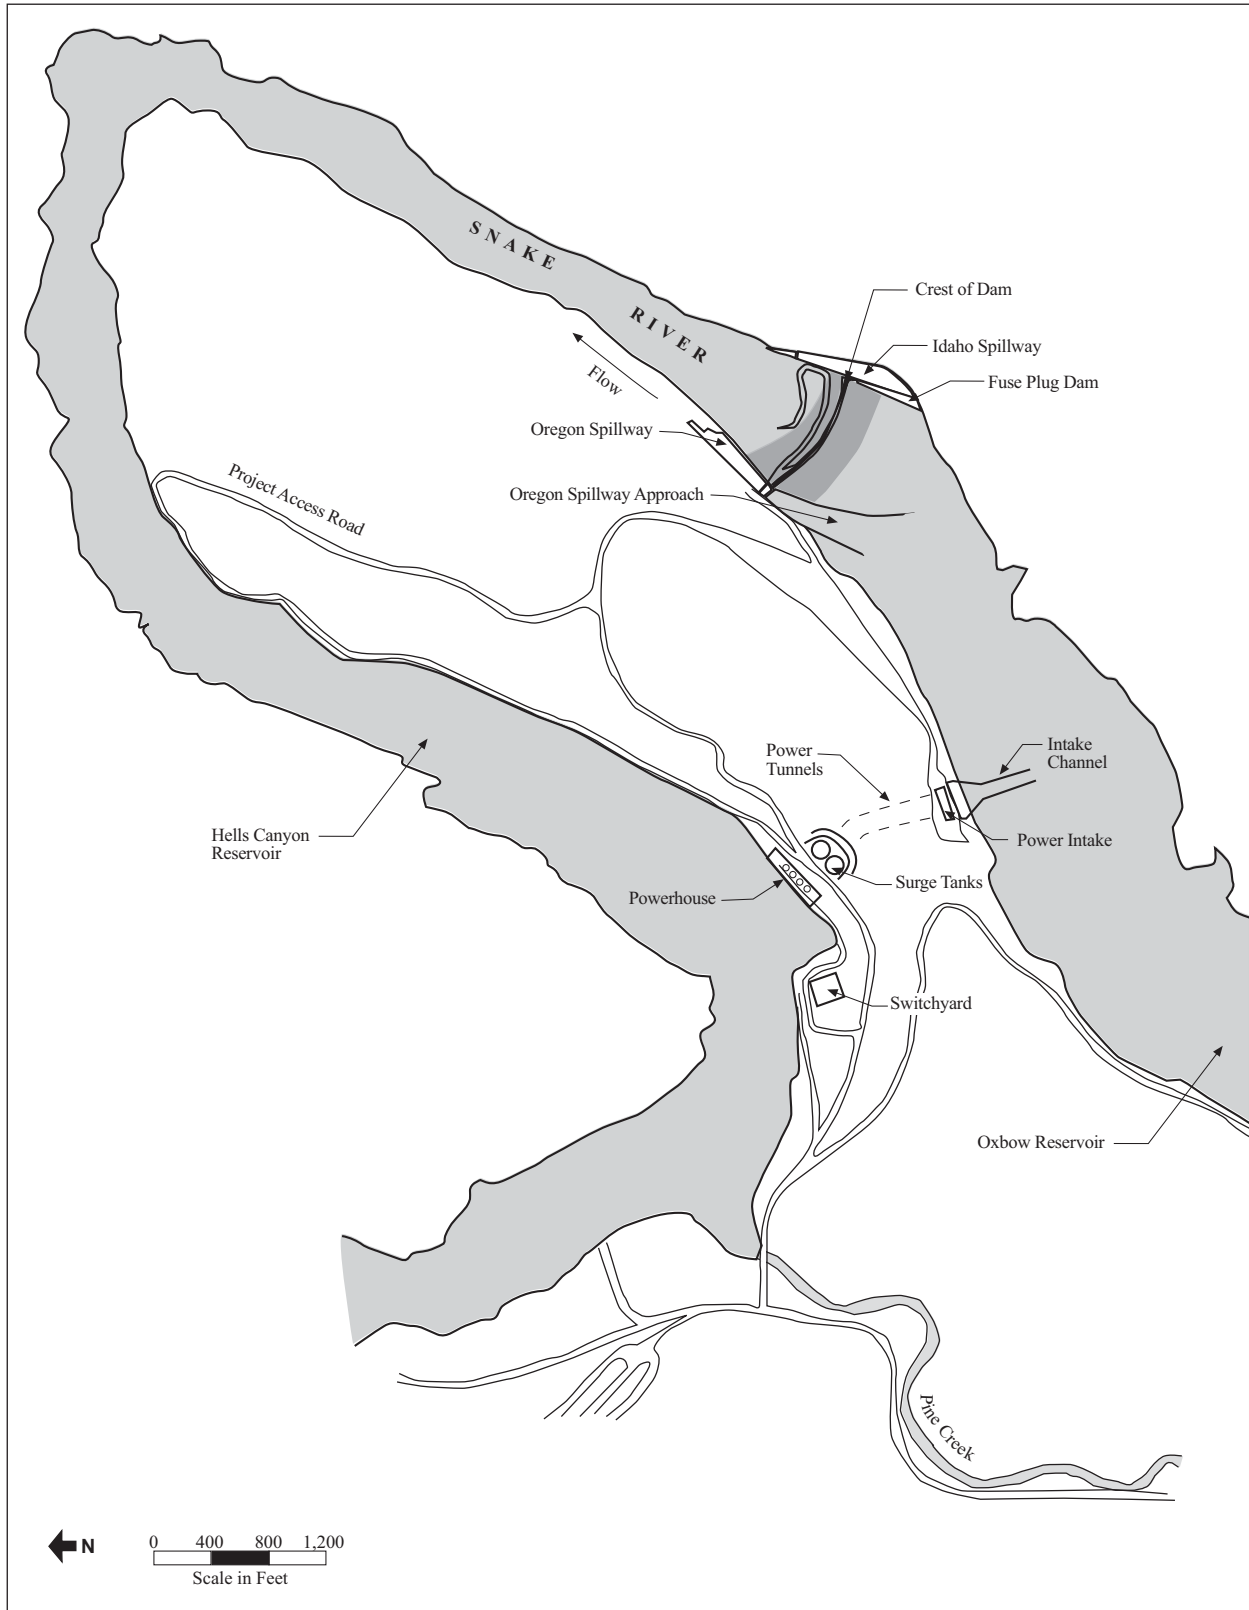 SNAKE
RIVER
Crest of Dam
Idaho Spillway
Fuse Plug Dam
Flow
Oregon Spillway
Project Access Road
Oregon Spillway Approach
Power
Tunnels
Intake
Channel
Hells Canyon
Reservoir
Power Intake
Surge Tanks
Powerhouse
Switchyard
Oxbow Reservoir
Pine Creek
N
0 400 800 1,200
Scale in Feet